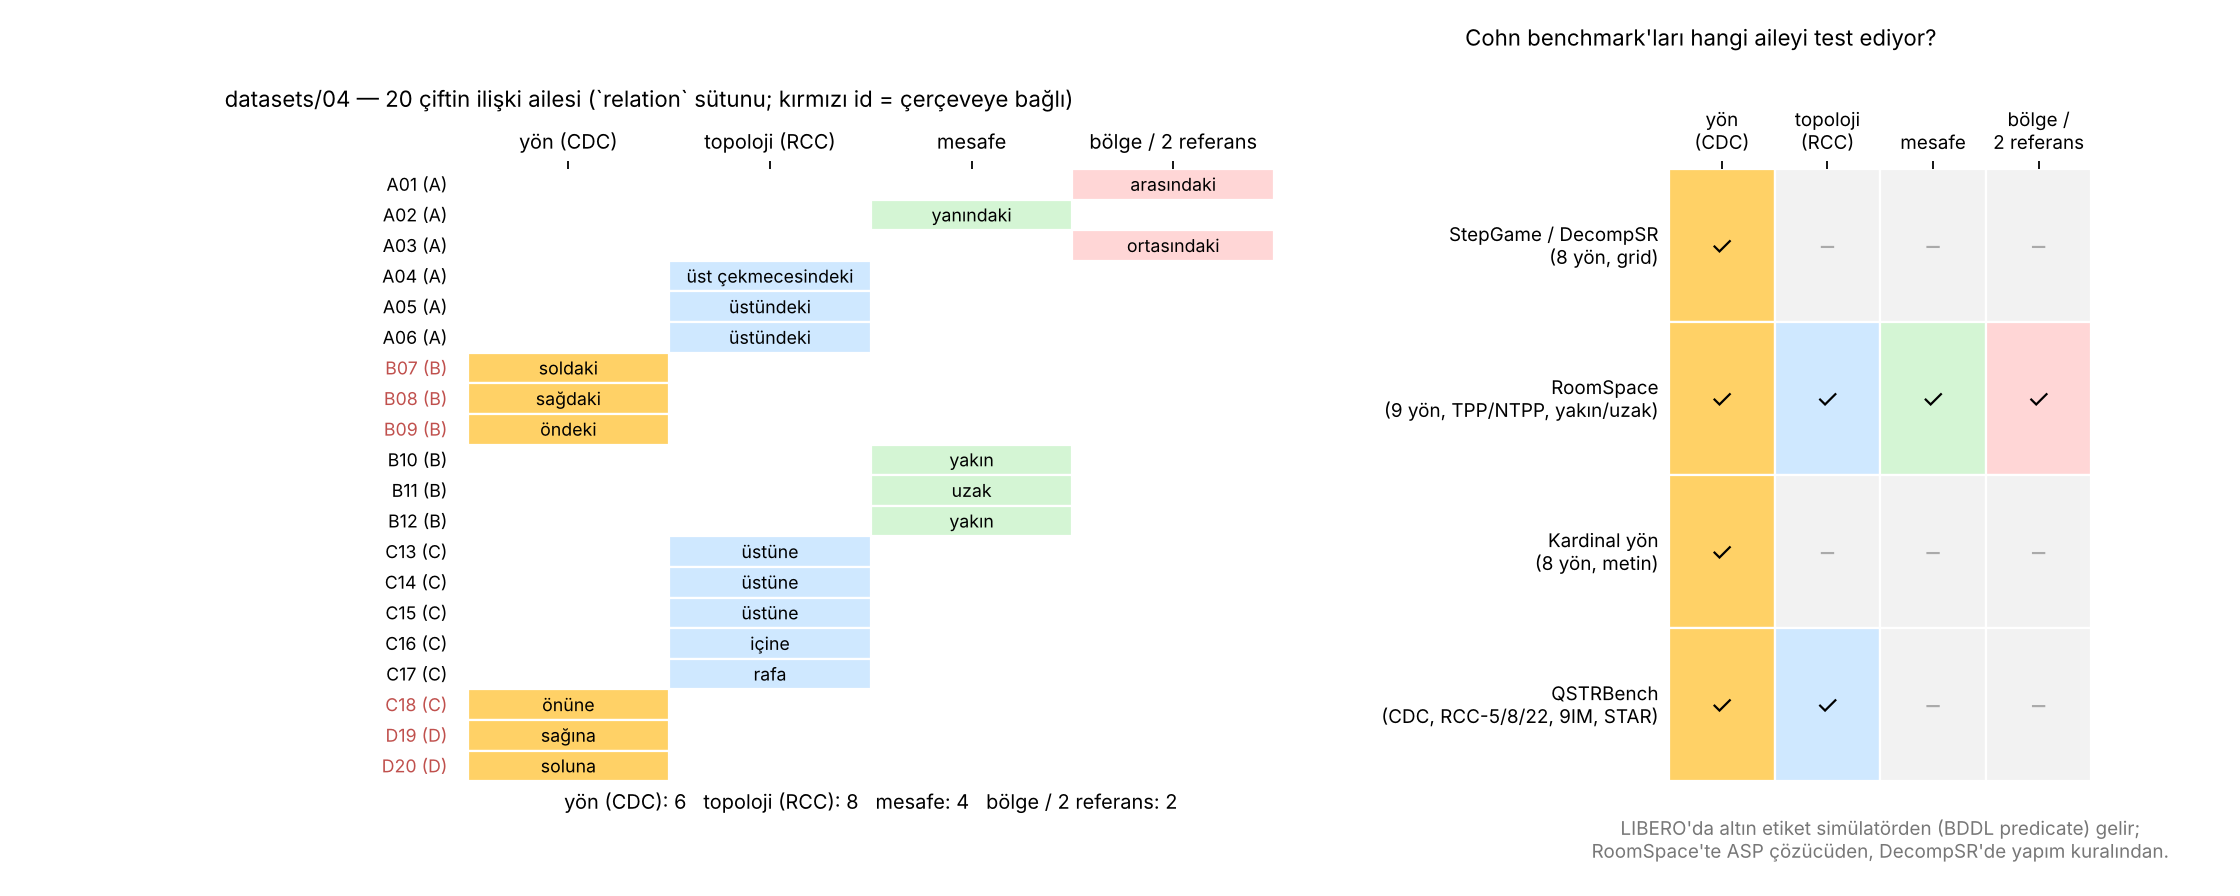 Cohn benchmark'ları hangi aileyi test ediyor?
datasets/04 — 20 çiftin ilişki ailesi (`relation` sütunu; kırmızı id = çerçeveye bağlı)
yön (CDC) topoloji (RCC) mesafe bölge / 2 referans
A01 (A) arasındaki
A02 (A) yanındaki
A03 (A) ortasındaki
A04 (A) üst çekmecesindeki
A05 (A) üstündeki
A06 (A) üstündeki
B07 (B) soldaki
B08 (B) sağdaki
B09 (B) öndeki
B10 (B) yakın
B11 (B) uzak
B12 (B) yakın
C13 (C) üstüne
C14 (C) üstüne
C15 (C) üstüne
C16 (C) içine
C17 (C) rafa
C18 (C) önüne
D19 (D) sağına
D20 (D) soluna
yön (CDC): 6 topoloji (RCC): 8 mesafe: 4 bölge / 2 referans: 2
yön topoloji bölge /
(CDC) (RCC) mesafe 2 referans
StepGame / DecompSR
(8 yön, grid) ✓ – – –
RoomSpace
(9 yön, TPP/NTPP, yakın/uzak) ✓ ✓ ✓ ✓
Kardinal yön
(8 yön, metin) ✓ – – –
QSTRBench
(CDC, RCC-5/8/22, 9IM, STAR) ✓ ✓ – –
LIBERO'da altın etiket simülatörden (BDDL predicate) gelir;
RoomSpace'te ASP çözücüden, DecompSR'de yapım kuralından.